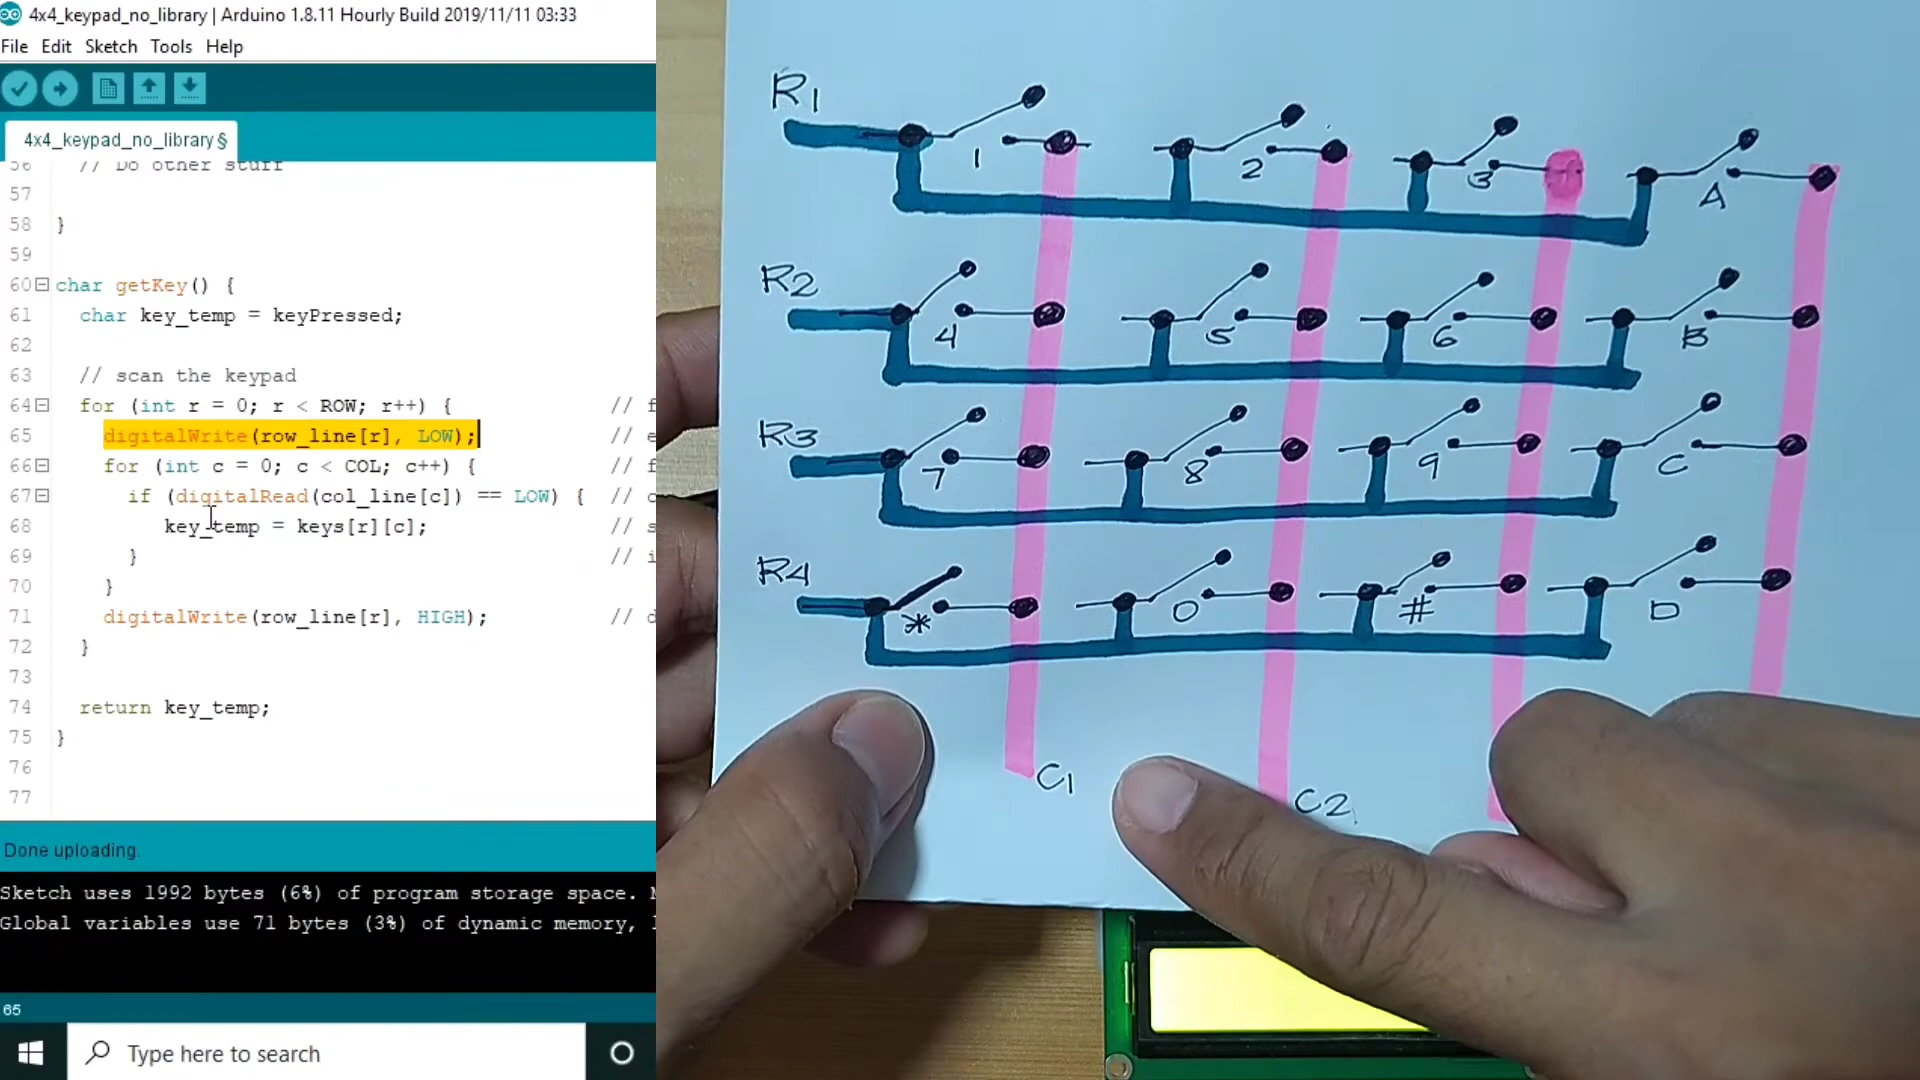 4x4_keypad_no_library | Arduino 1.8.11 Hourly Build 2019/11/11 03:33
File Edit Sketch Tools Help
4x4_keypad_no_library §
56 // Do other stuff
57
58 }
59
60 char getKey() {
61 char key_temp = keyPressed;
62
63 // scan the keypad
64 for (int r = 0; r < ROW; r++) { //
65 digitalWrite(row_line[r], LOW); //
66 for (int c = 0; c < COL; c++) { //
67 if (digitalRead(col_line[c]) == LOW) { //
68 key_temp = keys[r][c]; //
69 } //
70 }
71 digitalWrite(row_line[r], HIGH); //
72 }
73
74 return key_temp;
75 }
76
77
Done uploading.
Sketch uses 1992 bytes (6%) of program storage space.
Global variables use 71 bytes (3%) of dynamic memory,
65
Type here to search
R1
1 2 3 A
R2
4 5 6 B
R3
7 8 9 C
R4
* 0 # D
C1
C2